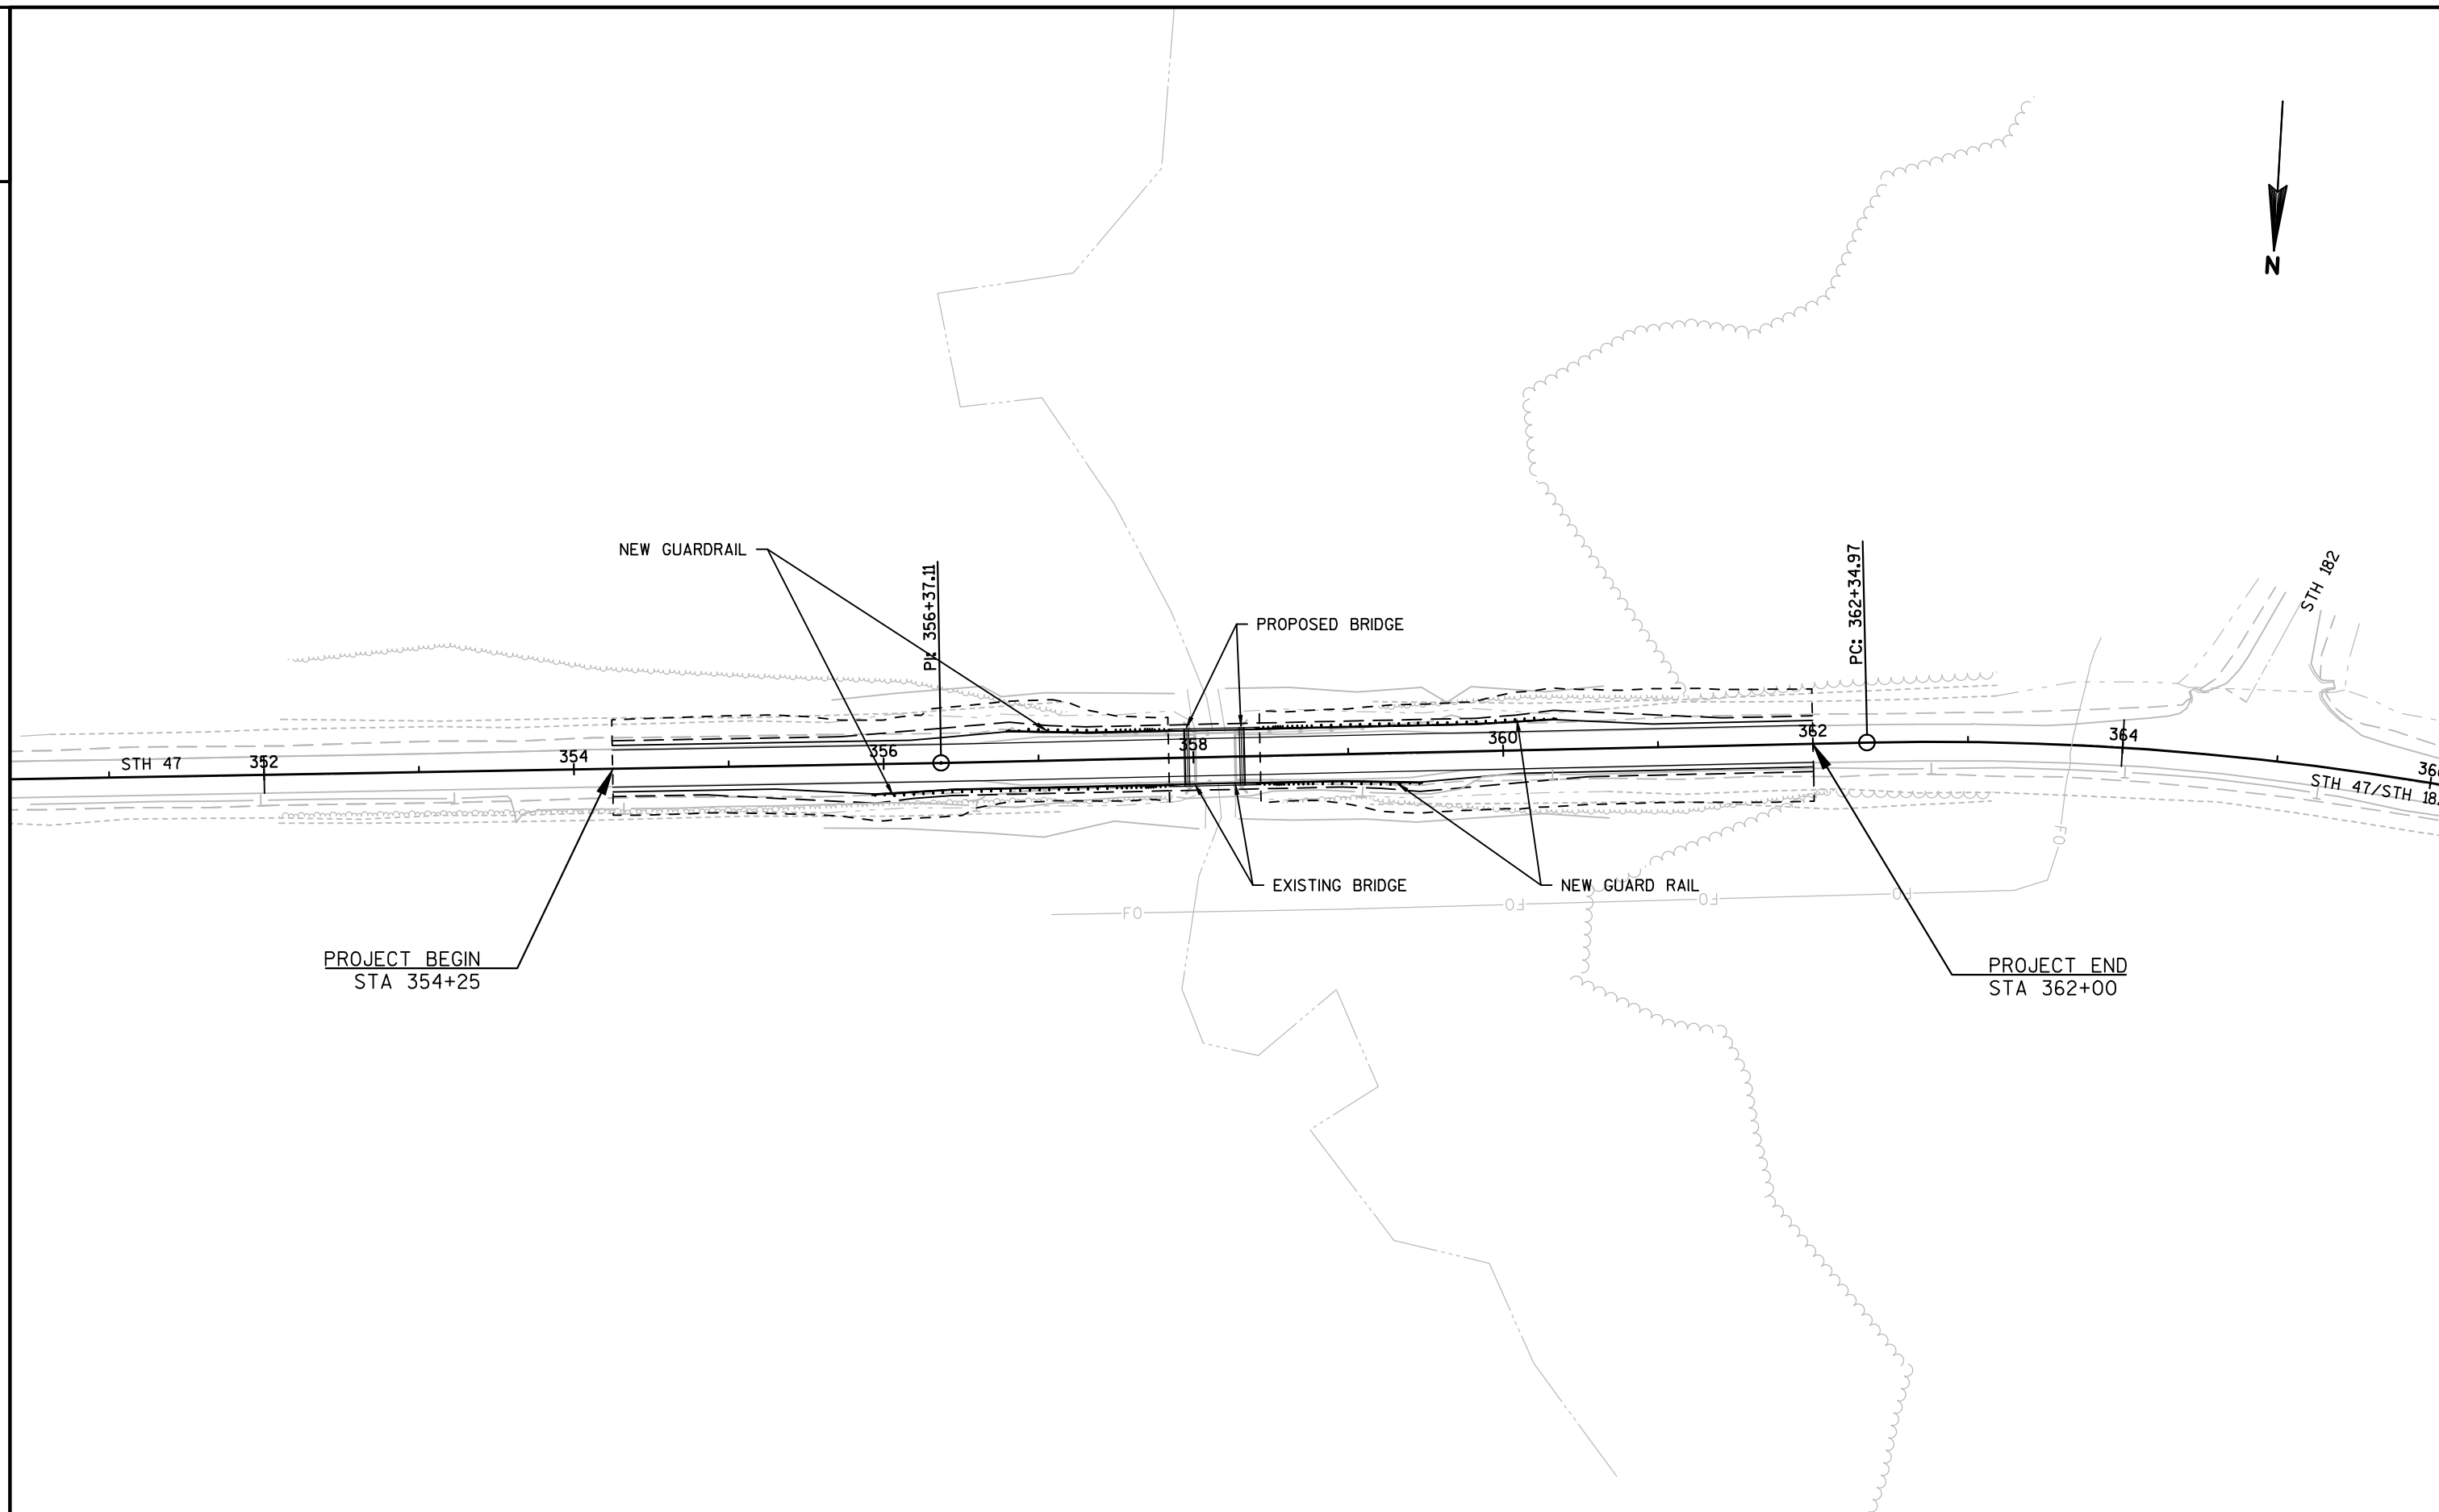 N
STH 182
NEW GUARDRAIL
PI: 356+37.11
PC: 362+34.97
PROPOSED BRIDGE
STH 47
352
354
356
358
360
362
364
STH 47/STH 18
EXISTING BRIDGE
NEW GUARD RAIL
FO
FO
FO
FO
FO
PROJECT BEGIN
STA 354+25
PROJECT END
STA 362+00